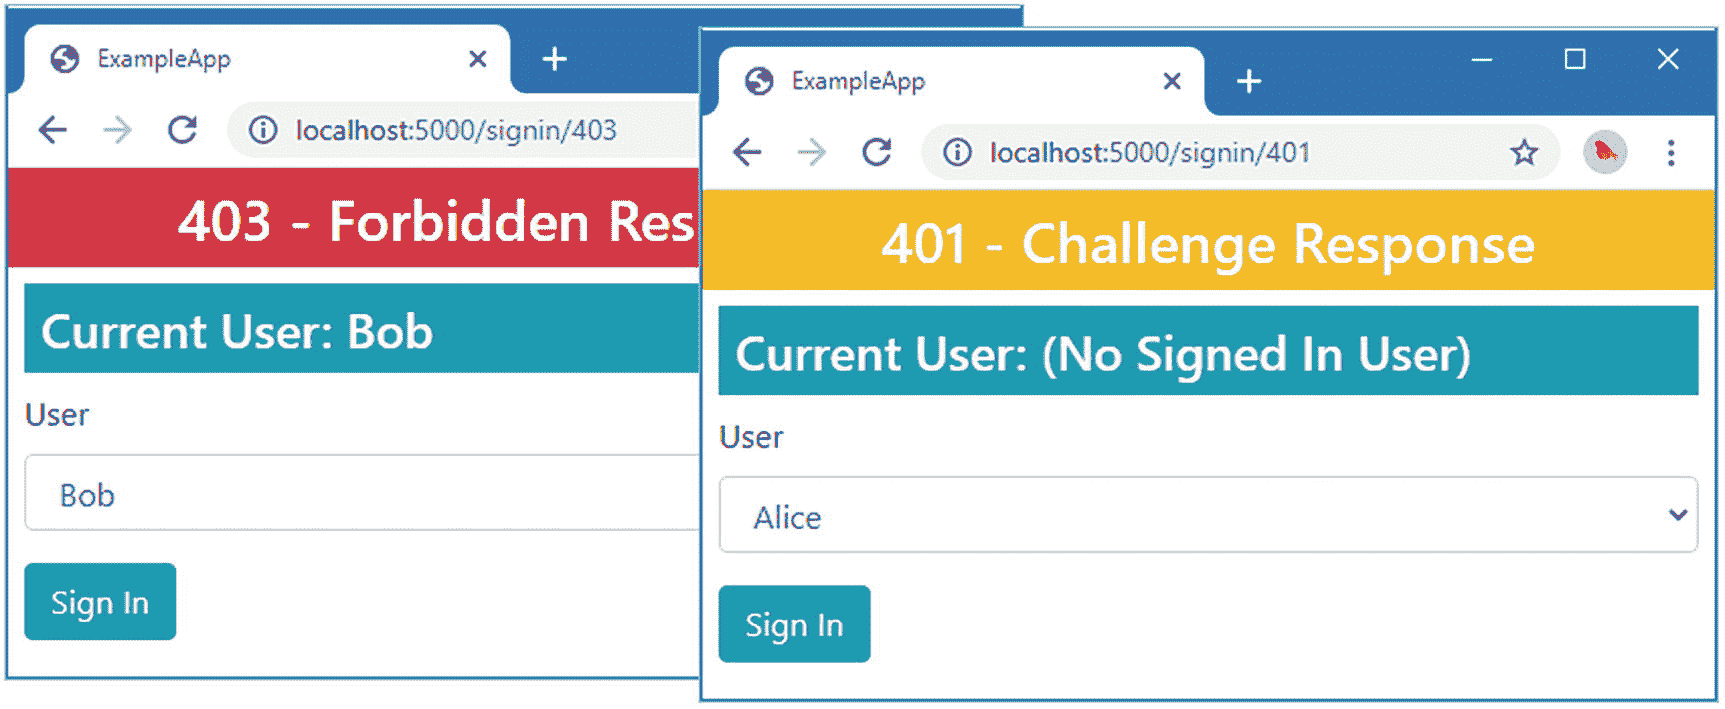 ExampleApp
localhost:5000/signin/403
403 - Forbidden Res
Current User: Bob
User
Bob
Sign In
ExampleApp
localhost:5000/signin/401
401 - Challenge Response
Current User: (No Signed In User)
User
Alice
Sign In